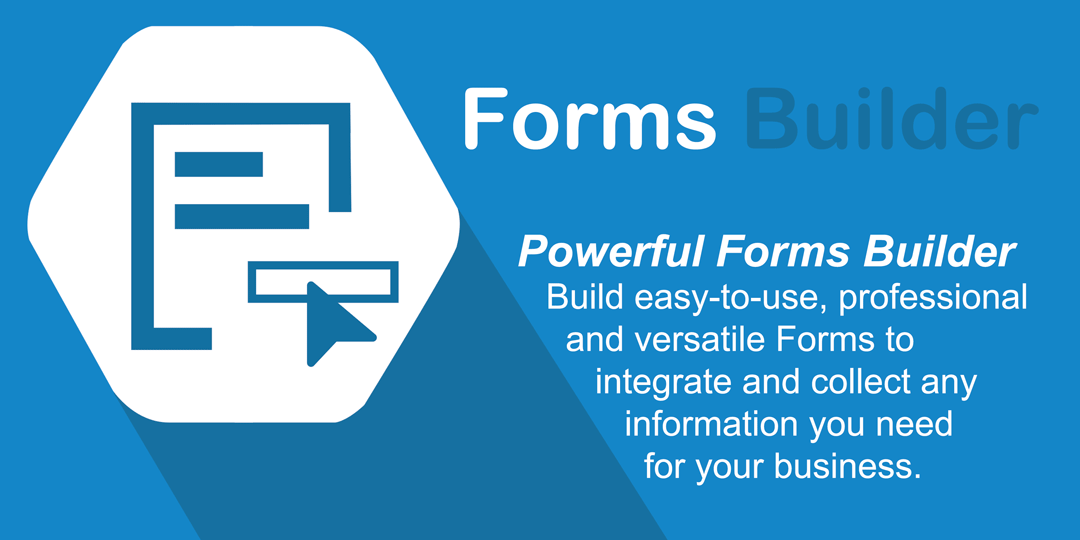 Forms Builder
Powerful Forms Builder
Build easy-to-use, professional
and versatile Forms to
integrate and collect any
information you need
for your business.